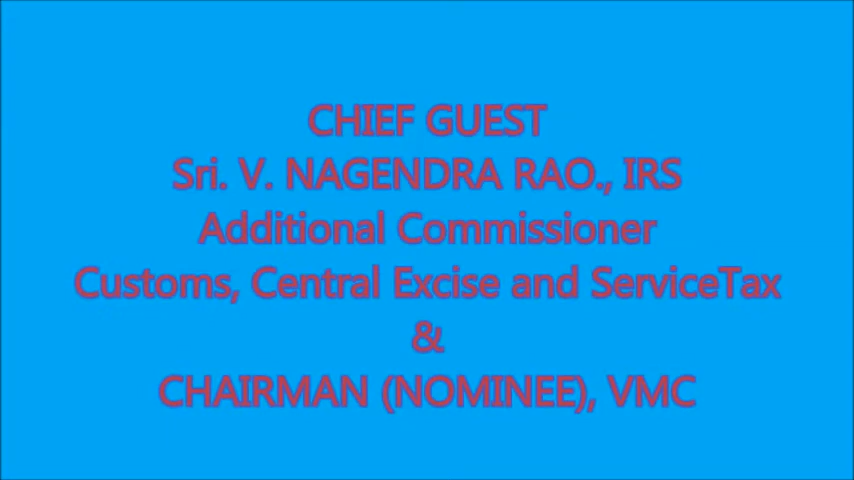 CHIEF GUEST
Sri. V. NAGENDRA RAO., IRS
Additional Commissioner
Customs, Central Excise and ServiceTax
&
CHAIRMAN (NOMINEE), VMC